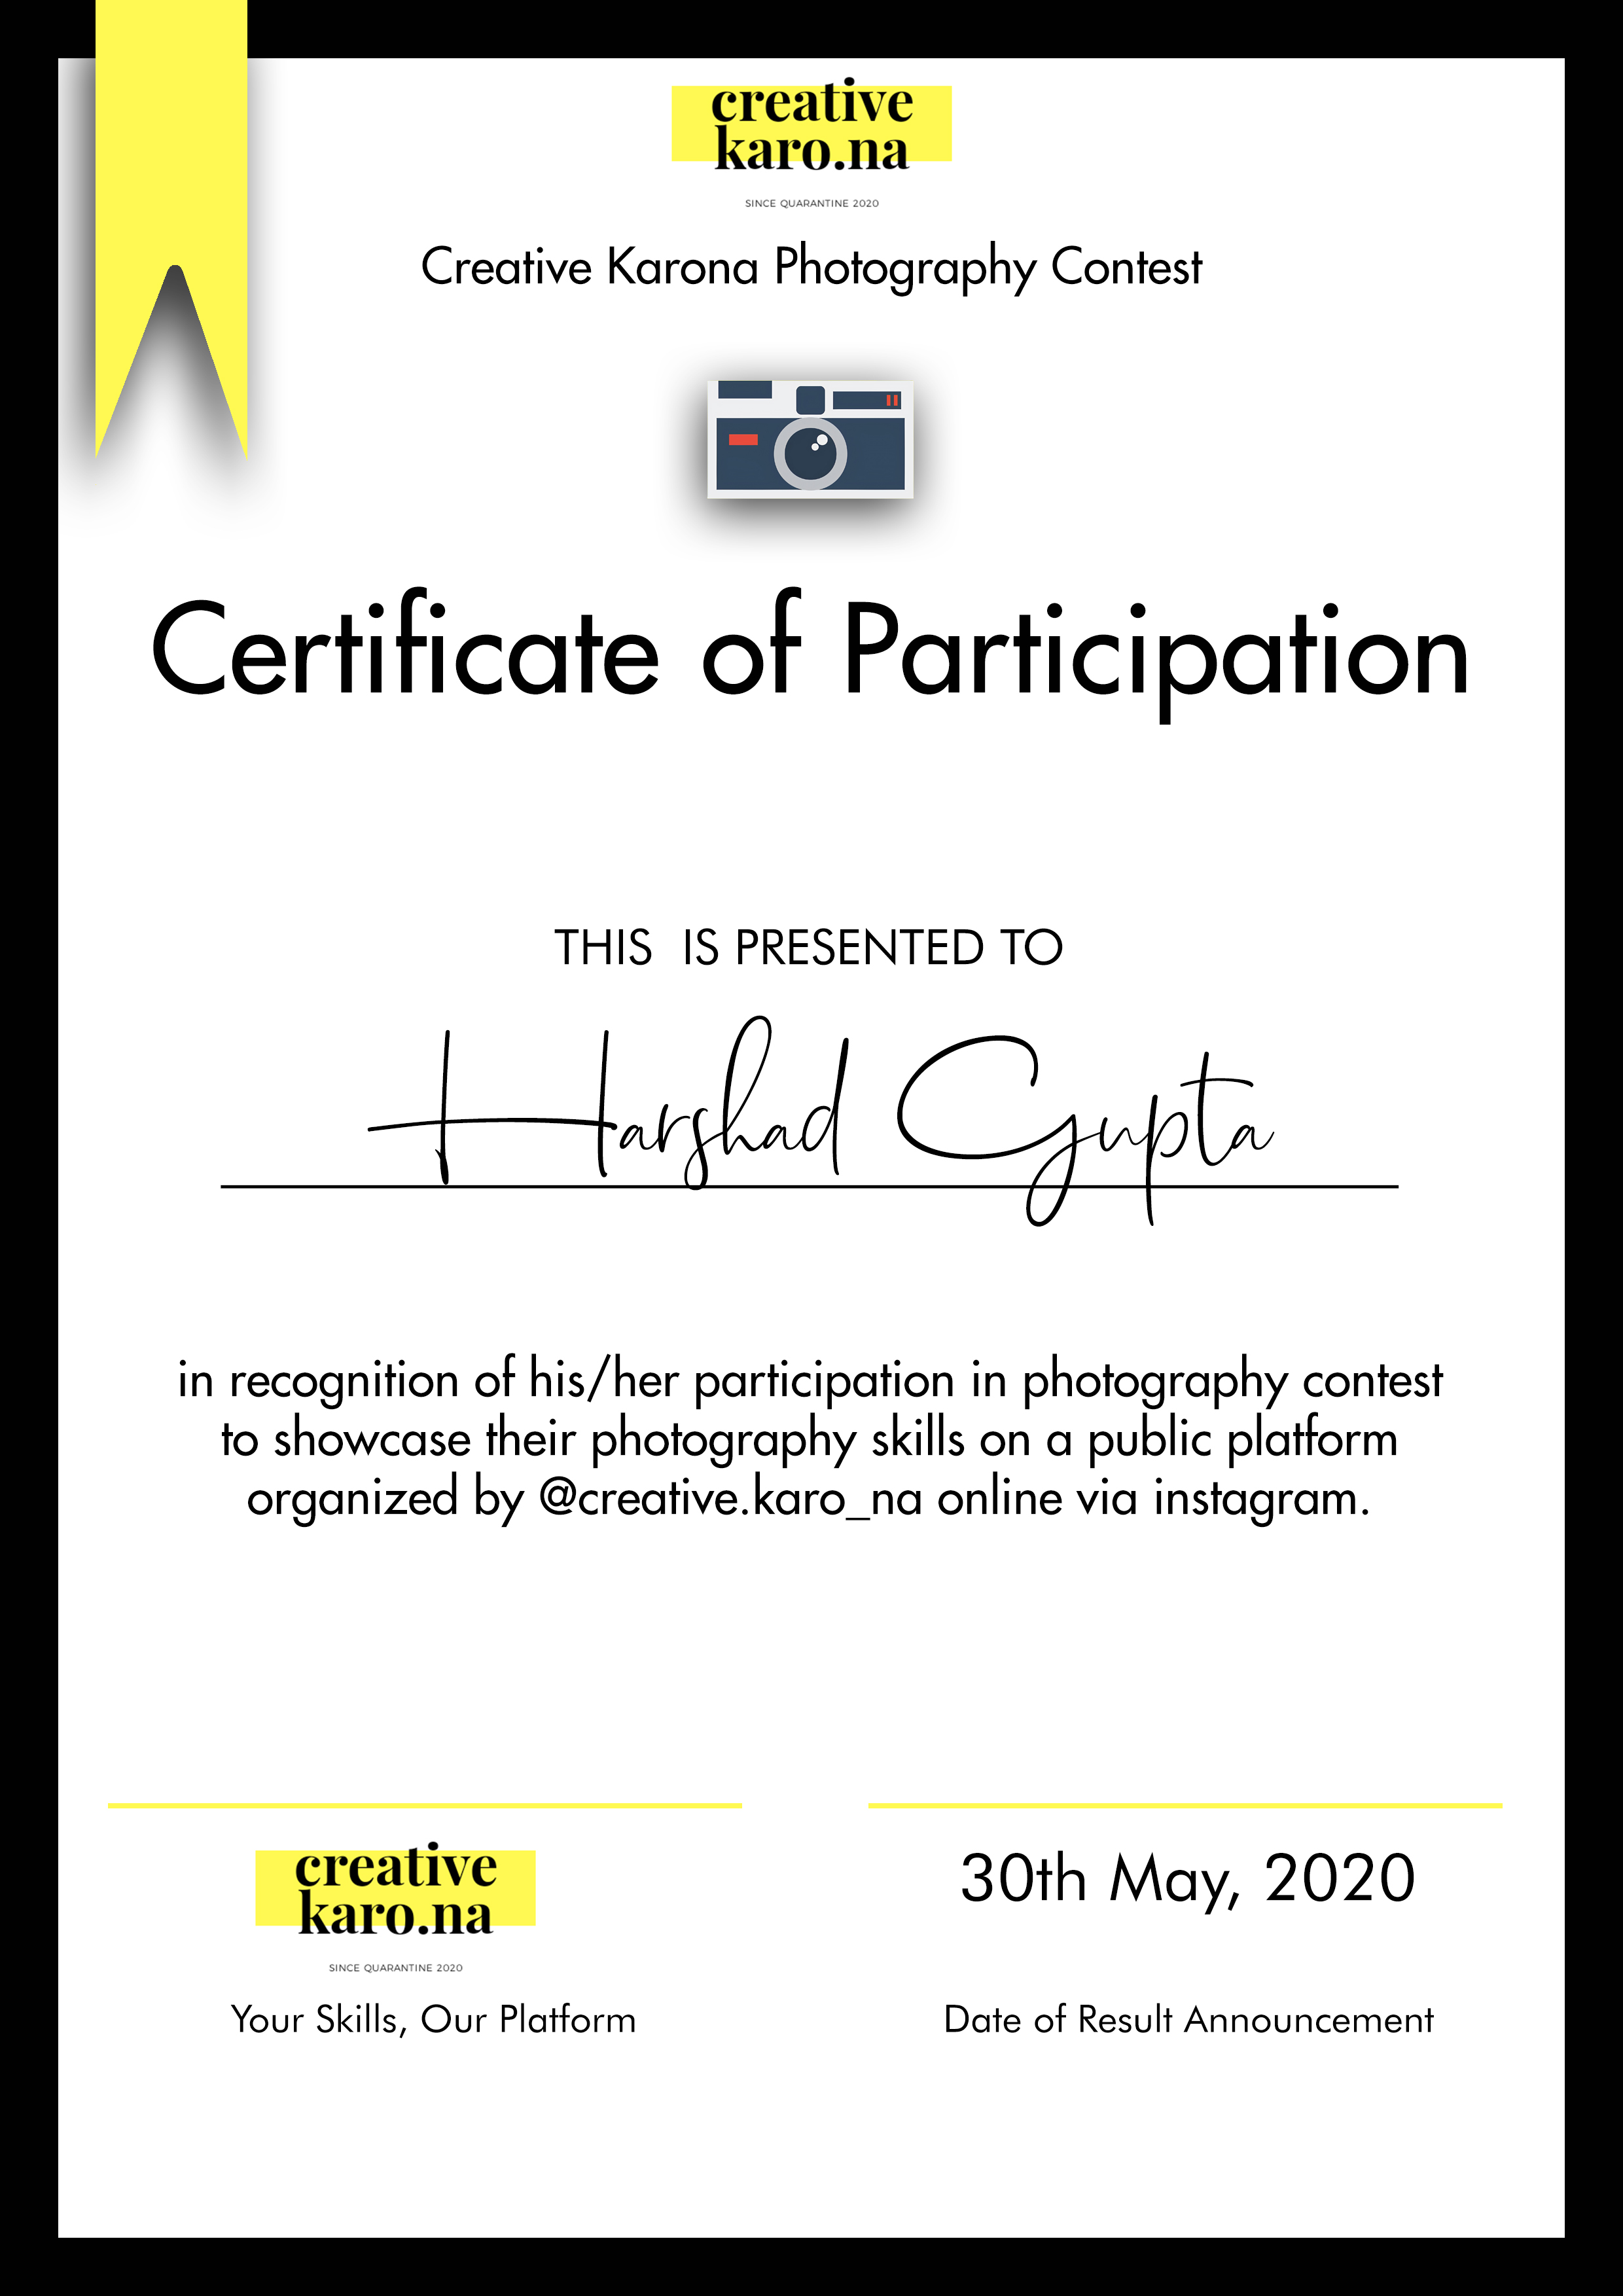 creative
karo.na
SINCE QUARANTINE 2020
Creative Karona Photography Contest
Certificate of Participation
THIS IS PRESENTED TO
Harshad Gupta
in recognition of his/her participation in photography contest
to showcase their photography skills on a public platform
organized by @creative.karo_na online via instagram.
creative
karo.na
SINCE QUARANTINE 2020
Your Skills, Our Platform
30th May, 2020
Date of Result Announcement